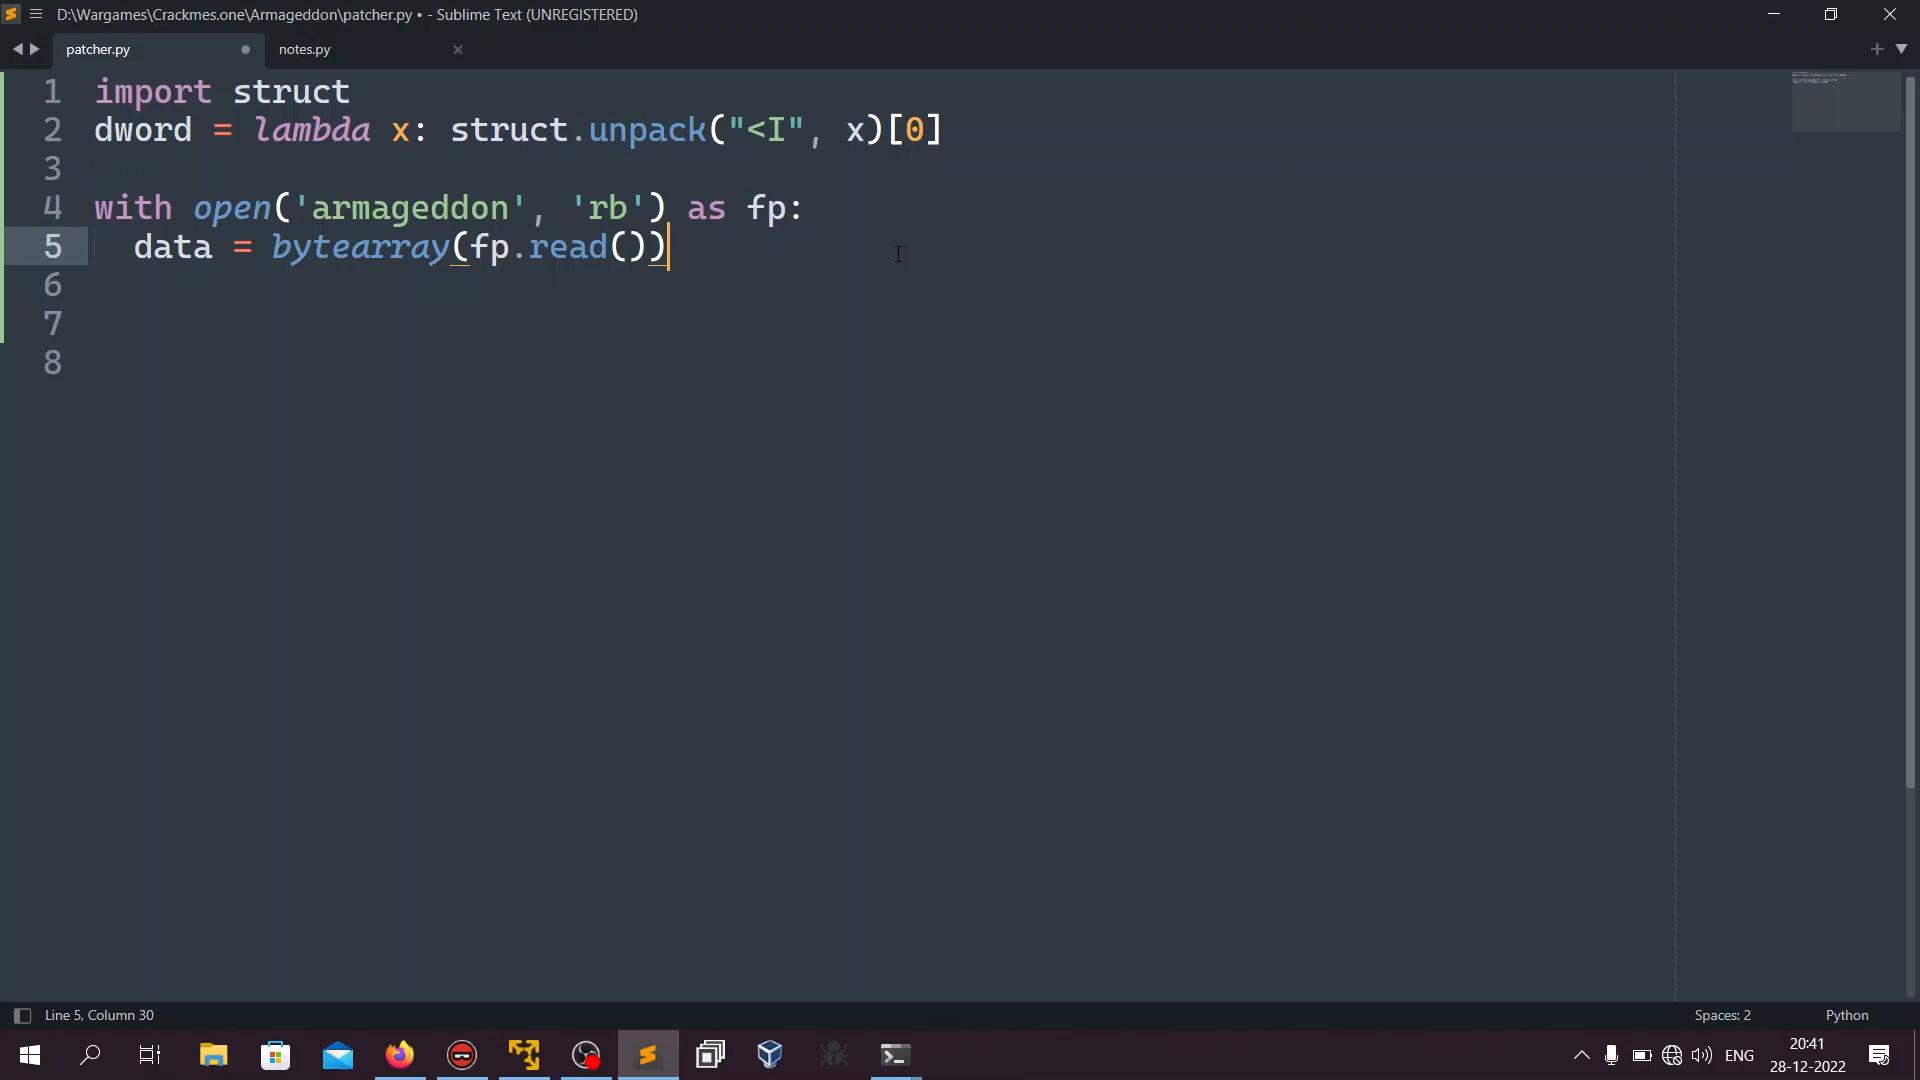 D:\Wargames\Crackmes.one\Armageddon\patcher.py • - Sublime Text (UNREGISTERED)
patcher.py
notes.py
1 import struct
2 dword = lambda x: struct.unpack("<I", x)[0]
3
4 with open('armageddon', 'rb') as fp:
5 data = bytearray(fp.read())
6
7
8
Line 5, Column 30
Spaces: 2
Python
ENG
20:41
28-12-2022